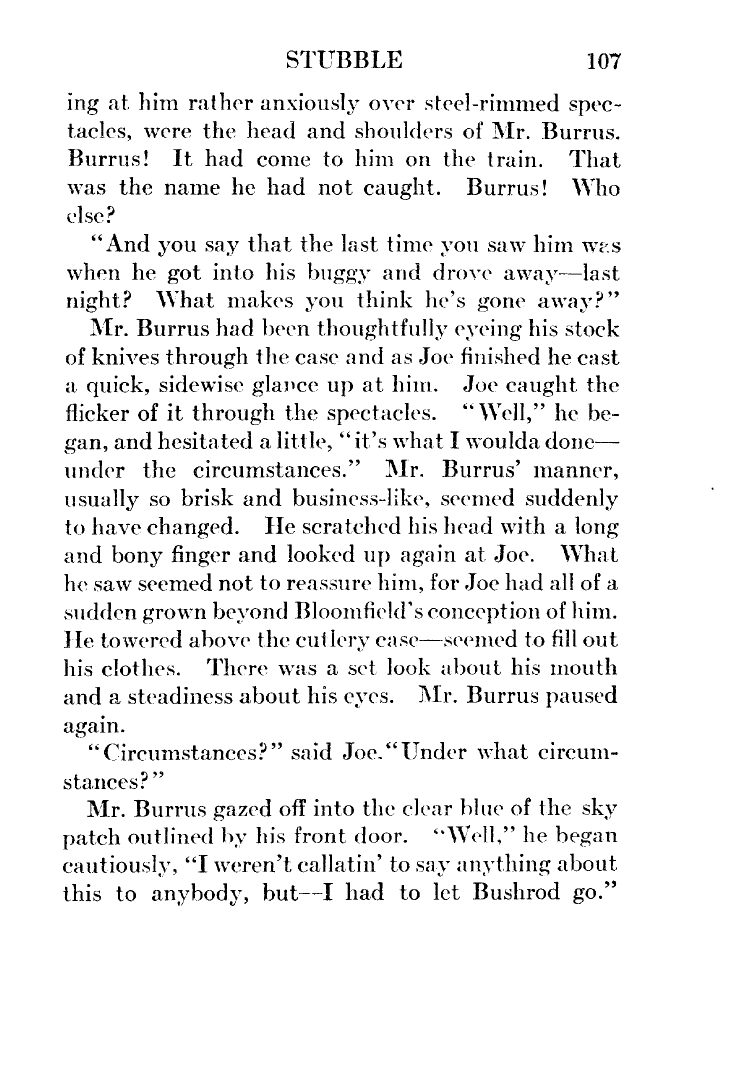 STUBBLE 107
ing at him rather anxiously over steel-rimmed spec-
tacles, were the head and shoulders of Mr. Burrus.
Burrus! It had come to him on the train. That
was the name he had not caught. Burrus! Who
else?
"And you say that the last time you saw him was
when he got into his buggy and drove away—last
night? What makes you think he's gone away?"
Mr. Burrus had been thoughtfully eyeing his stock
of knives through the case and as Joe finished he cast
a quick, sidewise glance up at him. Joe caught the
flicker of it through the spectacles. "Well," he be-
gan, and hesitated a little, "it's what I woulda done—
under the circumstances." Mr. Burrus' manner,
usually so brisk and business-like, seemed suddenly
to have changed. He scratched his head with a long
and bony finger and looked up again at Joe. What
he saw seemed not to reassure him, for Joe had all of a
sudden grown beyond Bloomfield's conception of him.
He towered above the cutlery case—seemed to fill out
his clothes. There was a set look about his mouth
and a steadiness about his eyes. Mr. Burrus paused
again.
"Circumstances?" said Joe. "Under what circum-
stances?"
Mr. Burrus gazed off into the clear blue of the sky
patch outlined by his front door. "Well," he began
cautiously, "I weren't callatin' to say anything about
this to anybody, but—I had to let Bushrod go."